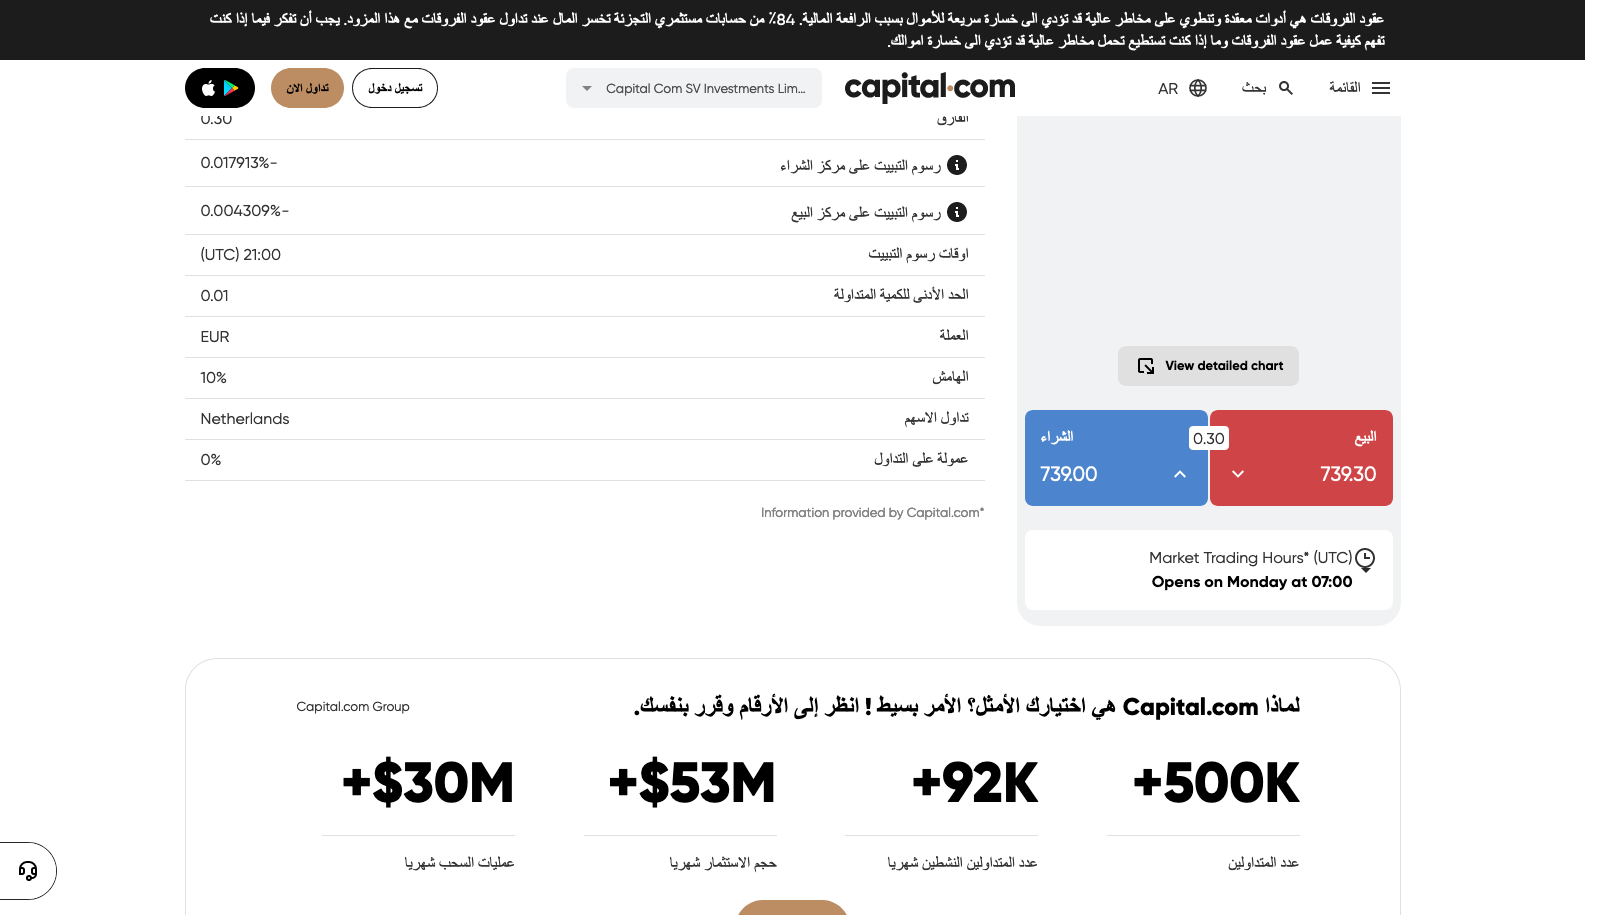 عقود الفروقات هي أدوات معقدة وتنطوي على مخاطر عالية قد تؤدي الى خسارة سريعة للأموال بسبب الرافعة المالية. 84٪ من حسابات مستثمري التجزئة تخسر المال عند تداول عقود الفروقات مع هذا المزود. يجب أن تفكر فيما إذا كنت
تفهم كيفية عمل عقود الفروقات وما إذا كنت تستطيع تحمل مخاطر عالية قد تؤدي الى خسارة اموالك.
القائمة
بحث
AR
capital.com
Capital Com SV Investments Lim...
تسجيل دخول
تداول الان
الفارق 0.30
رسوم التبييت على مركز الشراء -0.017913%
رسوم التبييت على مركز البيع -0.004309%
اوقات رسوم التبييت 21:00 (UTC)
الحد الأدنى للكمية المتداولة 0.01
العملة EUR
الهامش 10%
تداول الاسهم Netherlands
عمولة على التداول 0%
Information provided by Capital.com*
View detailed chart
البيع
739.30
0.30
الشراء
739.00
Market Trading Hours* (UTC)
Opens on Monday at 07:00
لماذا Capital.com هي اختيارك الأمثل؟ الأمر بسيط ! انظر إلى الأرقام وقرر بنفسك.
Capital.com Group
+500K
عدد المتداولين
+92K
عدد المتداولين النشطين شهريا
+$53M
حجم الاستثمار شهريا
+$30M
عمليات السحب شهريا